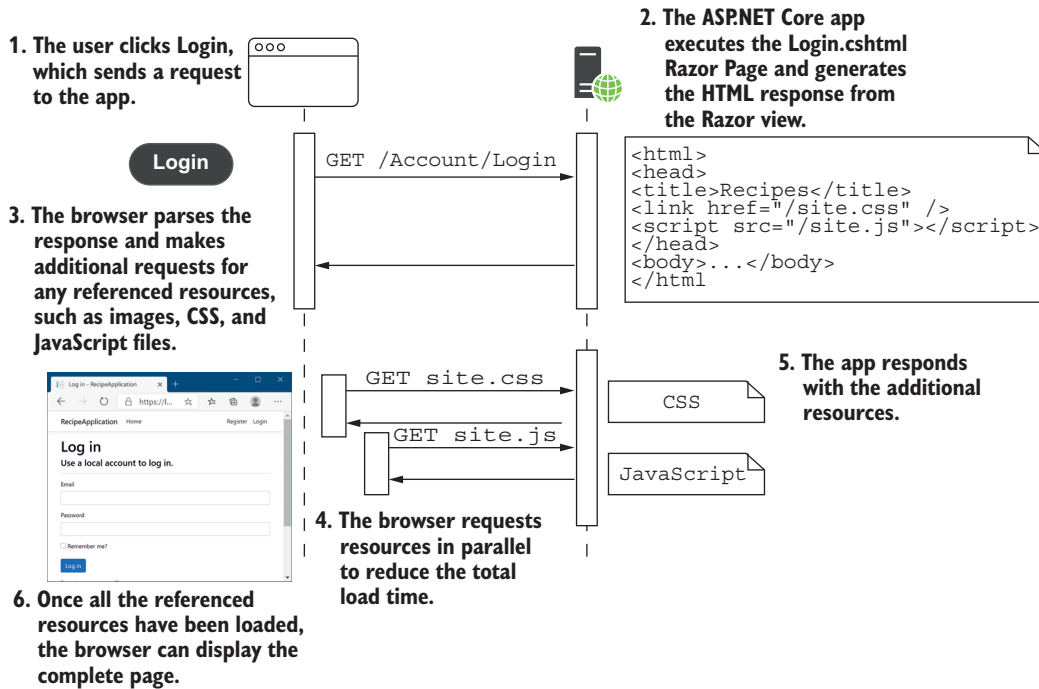 1. The user clicks Login,
which sends a request
to the app.
2. The ASP.NET Core app
executes the Login.cshtml
Razor Page and generates
the HTML response from
the Razor view.
Login
GET /Account/Login
<html>
<head>
<title>Recipes</title>
<link href="/site.css" />
<script src="/site.js"></script>
</head>
<body>...</body>
</html
3. The browser parses the
response and makes
additional requests for
any referenced resources,
such as images, CSS, and
JavaScript files.
GET site.css
CSS
GET site.js
JavaScript
5. The app responds
with the additional
resources.
Log in - RecipeApplication
https://l...
RecipeApplication Home Register Login
Log in
Use a local account to log in.
Email
Password
Remember me?
Log in
4. The browser requests
resources in parallel
to reduce the total
load time.
6. Once all the referenced
resources have been loaded,
the browser can display the
complete page.